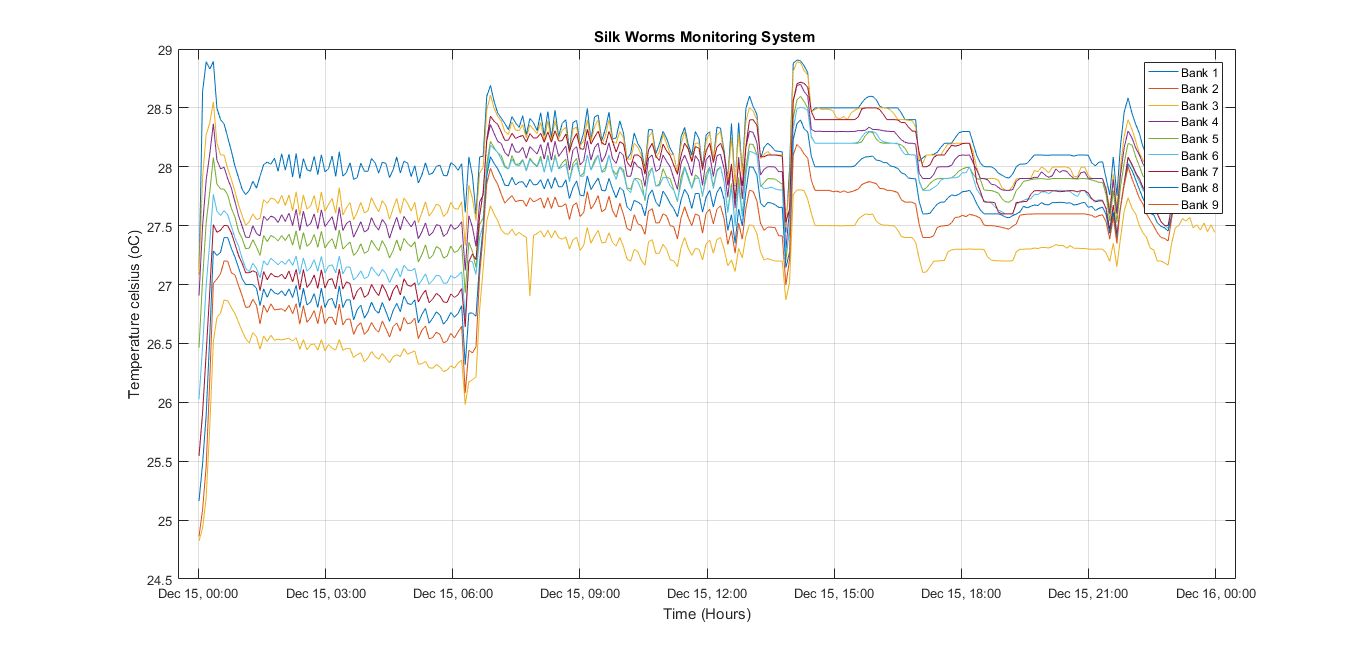 Silk Worms Monitoring System
29
28.5
28
27.5
27
26.5
26
25.5
25
24.5
Temperature celsius (oC)
Bank 1
Bank 2
Bank 3
Bank 4
Bank 5
Bank 6
Bank 7
Bank 8
Bank 9
Dec 15, 00:00 Dec 15, 03:00 Dec 15, 06:00 Dec 15, 09:00 Dec 15, 12:00 Dec 15, 15:00 Dec 15, 18:00 Dec 15, 21:00 Dec 16, 00:00
Time (Hours)